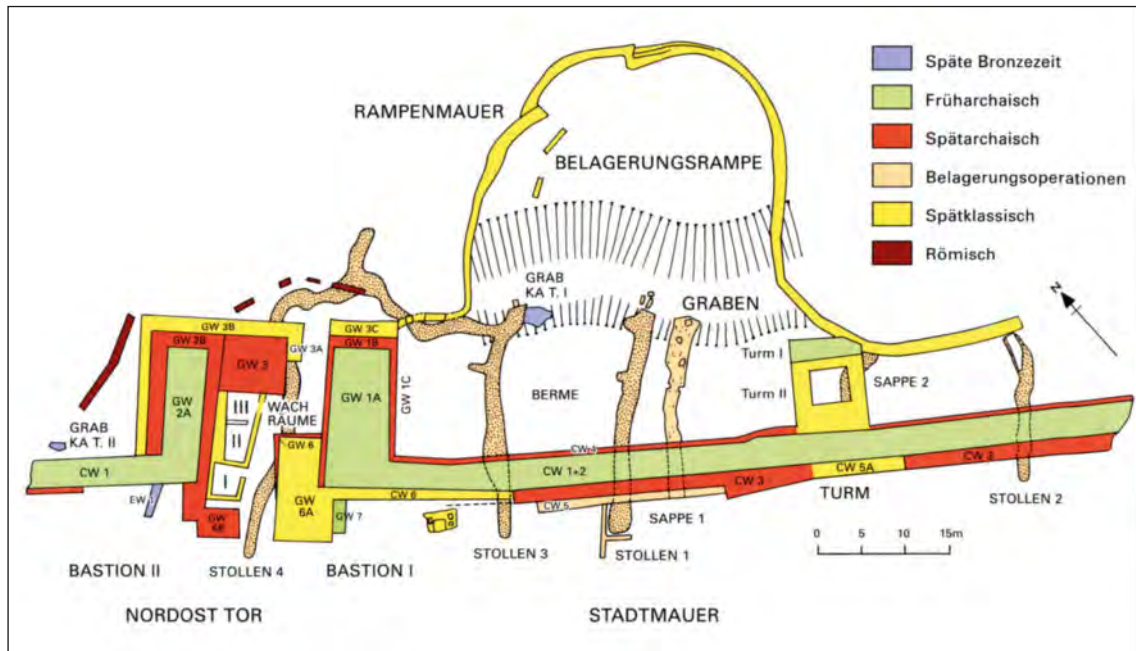 Späte Bronzezeit
Früharchaisch
Spätarchaisch
Belagerungsoperationen
Spätklassisch
Römisch
RAMPENMAUER
BELAGERUNGSRAMPE
GRAB
KA T. I
GRABEN
N
GW 3B
GW 2B
GW 3
GW 3A
GW 3C
GW 1B
GW 1A
GW 1C
GW
2A
WACH
RÄUME
III
II
I
GRAB
KA T. II
CW 1
EW 1
GW 6
GW
6A
GW 7
CW 6
BERME
Turm I
Turm II
SAPPE 2
CW 4
CW 1+2
CW 5
CW 3
CW 5A
CW 3
TURM
SAPPE 1
STOLLEN 2
STOLLEN 3
STOLLEN 1
0 5 10 15m
BASTION II
STOLLEN 4
BASTION I
NORDOST TOR
STADTMAUER